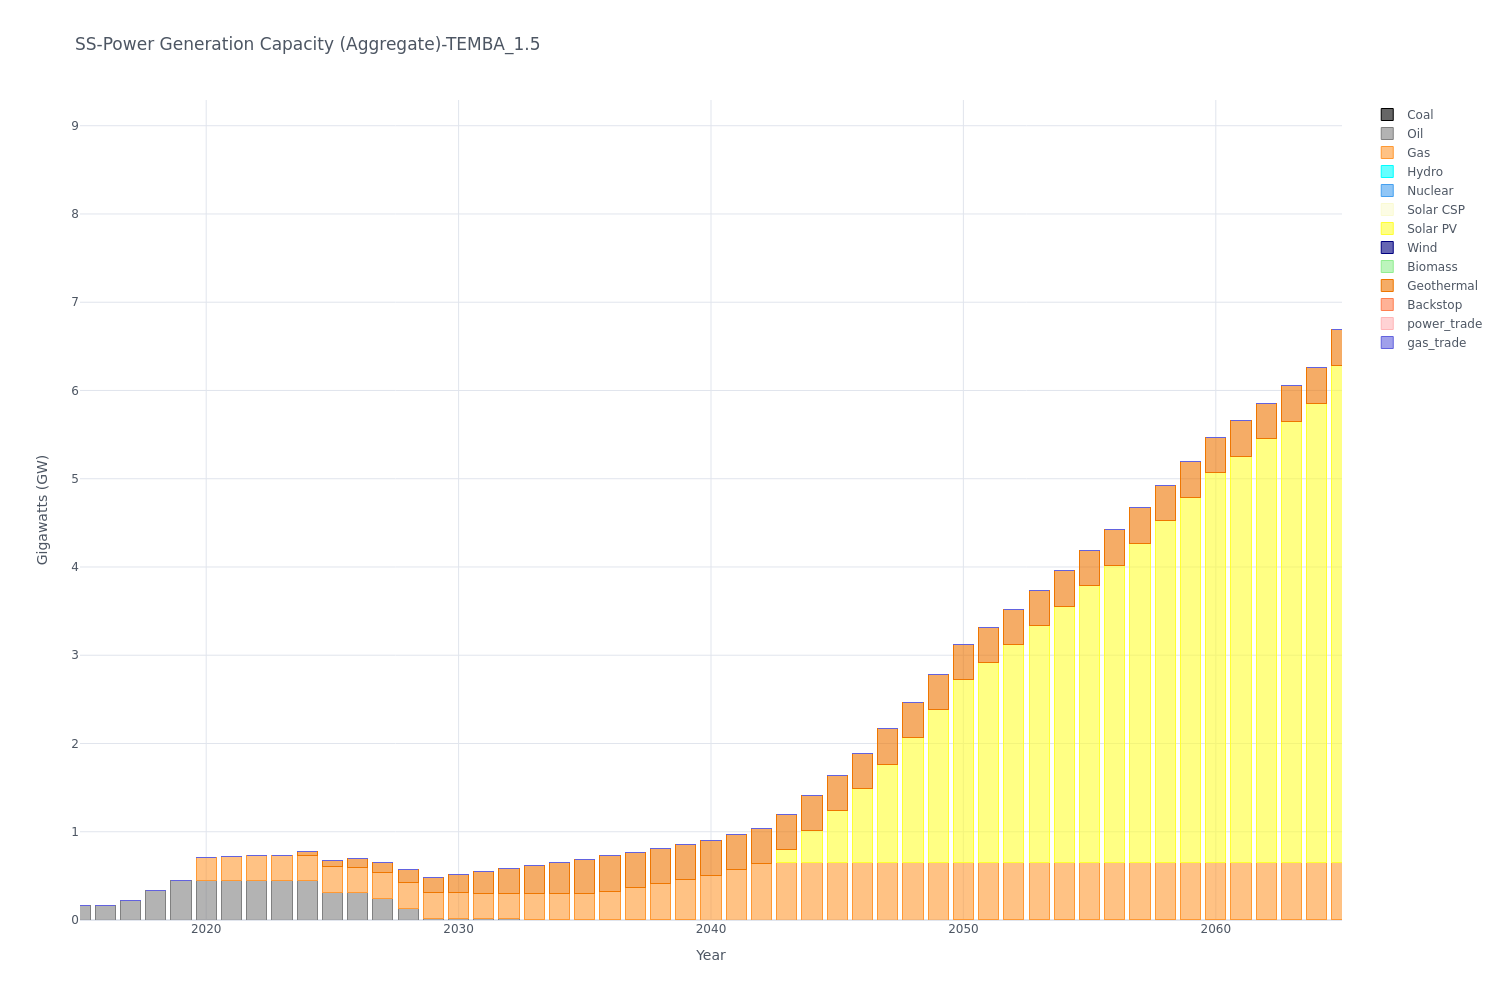 SS-Power Generation Capacity (Aggregate)-TEMBA_1.5
Coal
Oil
Gas
Hydro
Nuclear
Solar CSP
Solar PV
Wind
Biomass
Geothermal
Backstop
power_trade
gas_trade
Gigawatts (GW)
9
8
7
6
5
4
3
2
1
0
2020
2030
2040
2050
2060
Year